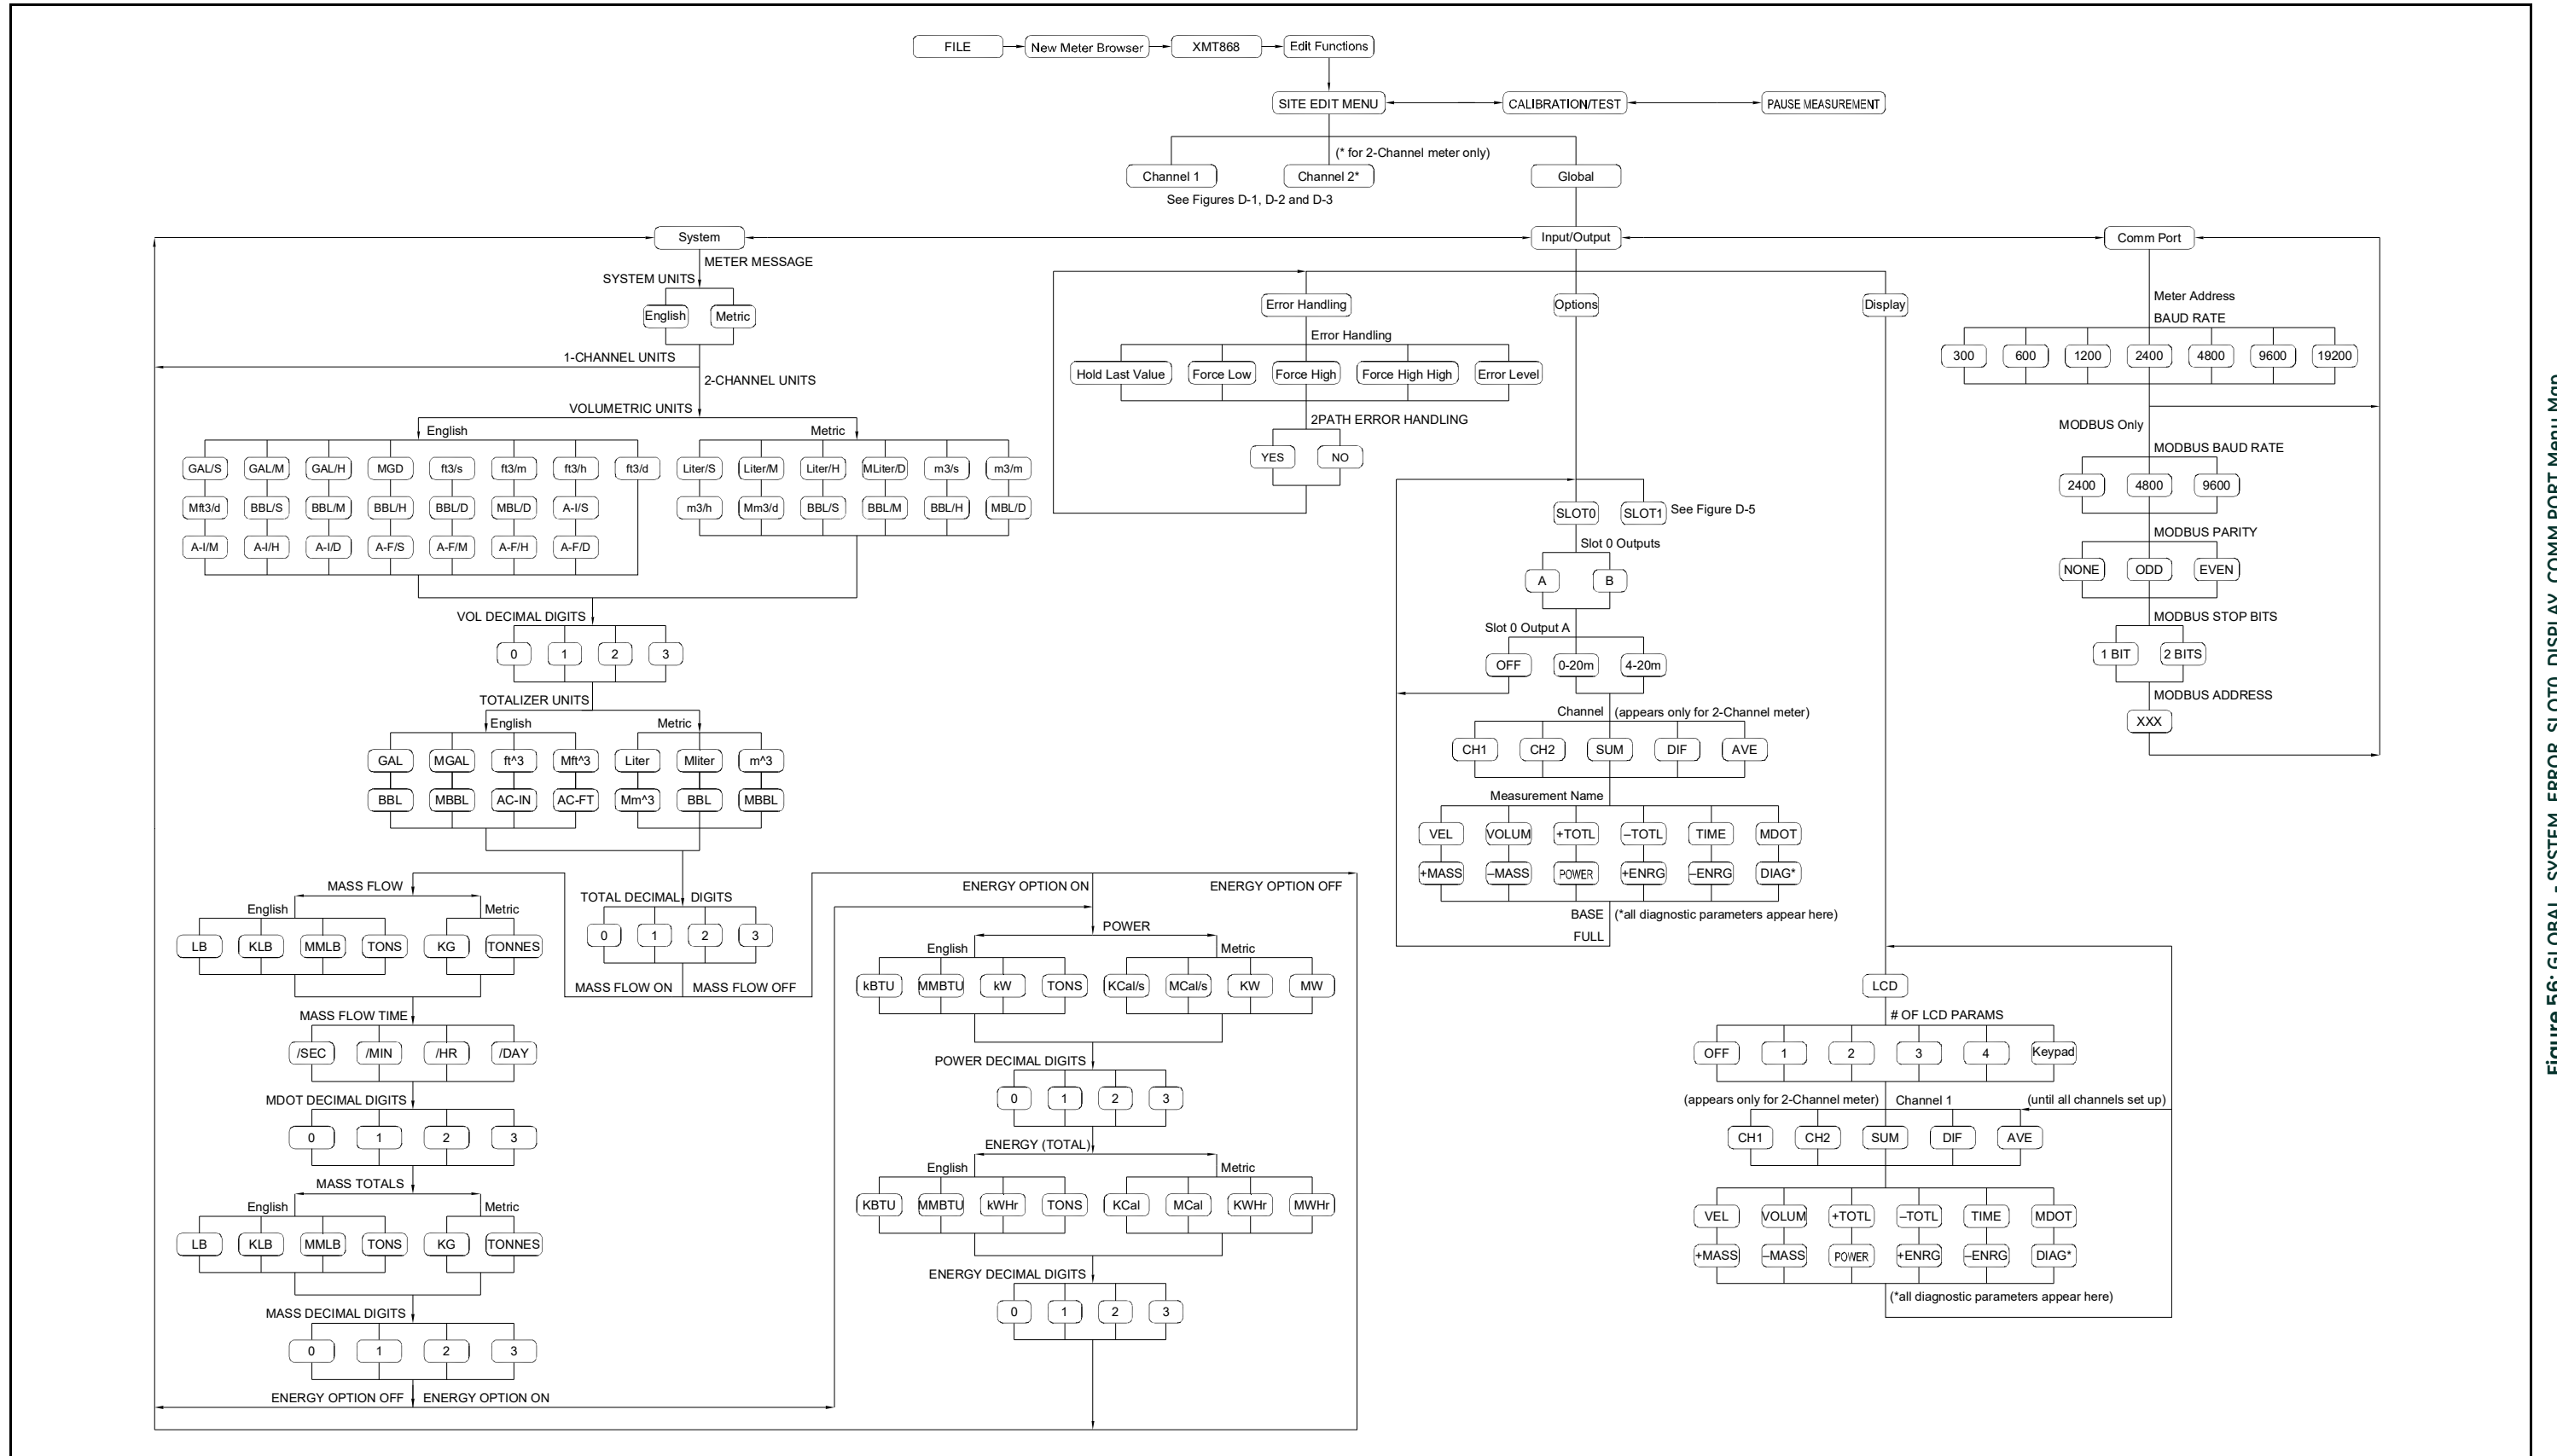 FILE
New Meter Browser
XMT868
Edit Functions
SITE EDIT MENU
CALIBRATION/TEST
PAUSE MEASUREMENT
(* for 2-Channel meter only)
Channel 1
Channel 2*
Global
See Figures D-1, D-2 and D-3
System
Input/Output
Comm Port
METER MESSAGE
SYSTEM UNITS
English
Metric
1-CHANNEL UNITS
2-CHANNEL UNITS
VOLUMETRIC UNITS
English
Metric
GAL/S GAL/M GAL/H MGD ft3/s ft3/m ft3/h ft3/d
Liter/S Liter/M Liter/H MLiter/D m3/s m3/m
Mft3/d BBL/S BBL/M BBL/H BBL/D MBL/D A-I/S
m3/h Mm3/d BBL/S BBL/M BBL/H MBL/D
A-I/M A-I/H A-I/D A-F/S A-F/M A-F/H A-F/D
VOL DECIMAL DIGITS
0 1 2 3
TOTALIZER UNITS
English
Metric
GAL MGAL ft^3 Mft^3 Liter Mliter m^3
BBL MBBL AC-IN AC-FT Mm^3 BBL MBBL
TOTAL DECIMAL DIGITS
0 1 2 3
MASS FLOW ON
MASS FLOW OFF
MASS FLOW
English
Metric
LB KLB MMLB TONS KG TONNES
MASS FLOW TIME
/SEC /MIN /HR /DAY
MDOT DECIMAL DIGITS
0 1 2 3
MASS TOTALS
English
Metric
LB KLB MMLB TONS KG TONNES
MASS DECIMAL DIGITS
0 1 2 3
ENERGY OPTION OFF
ENERGY OPTION ON
ENERGY OPTION ON
ENERGY OPTION OFF
POWER
English
Metric
kBTU MMBTU kW TONS KCal/s MCal/s KW MW
POWER DECIMAL DIGITS
0 1 2 3
ENERGY (TOTAL)
English
Metric
KBTU MMBTU kWHr TONS KCal MCal KWHr MWHr
ENERGY DECIMAL DIGITS
0 1 2 3
Error Handling
Options
Display
Error Handling
Hold Last Value
Force Low
Force High
Force High High
Error Level
2PATH ERROR HANDLING
YES NO
SLOT0 SLOT1 See Figure D-5
Slot 0 Outputs
A B
Slot 0 Output A
OFF 0-20m 4-20m
Channel (appears only for 2-Channel meter)
CH1 CH2 SUM DIF AVE
Measurement Name
VEL VOLUM +TOTL –TOTL TIME MDOT
+MASS –MASS POWER +ENRG –ENRG DIAG*
BASE (*all diagnostic parameters appear here)
FULL
LCD
# OF LCD PARAMS
OFF 1 2 3 4 Keypad
(appears only for 2-Channel meter) Channel 1 (until all channels set up)
CH1 CH2 SUM DIF AVE
VEL VOLUM +TOTL –TOTL TIME MDOT
+MASS –MASS POWER +ENRG –ENRG DIAG*
(*all diagnostic parameters appear here)
Meter Address
BAUD RATE
300 600 1200 2400 4800 9600 19200
MODBUS Only
MODBUS BAUD RATE
2400 4800 9600
MODBUS PARITY
NONE ODD EVEN
MODBUS STOP BITS
1 BIT 2 BITS
MODBUS ADDRESS
XXX
Figure 56: GLOBAL - SYSTEM, ERROR, SLOT0, DISPLAY, COMM PORT Menu Map